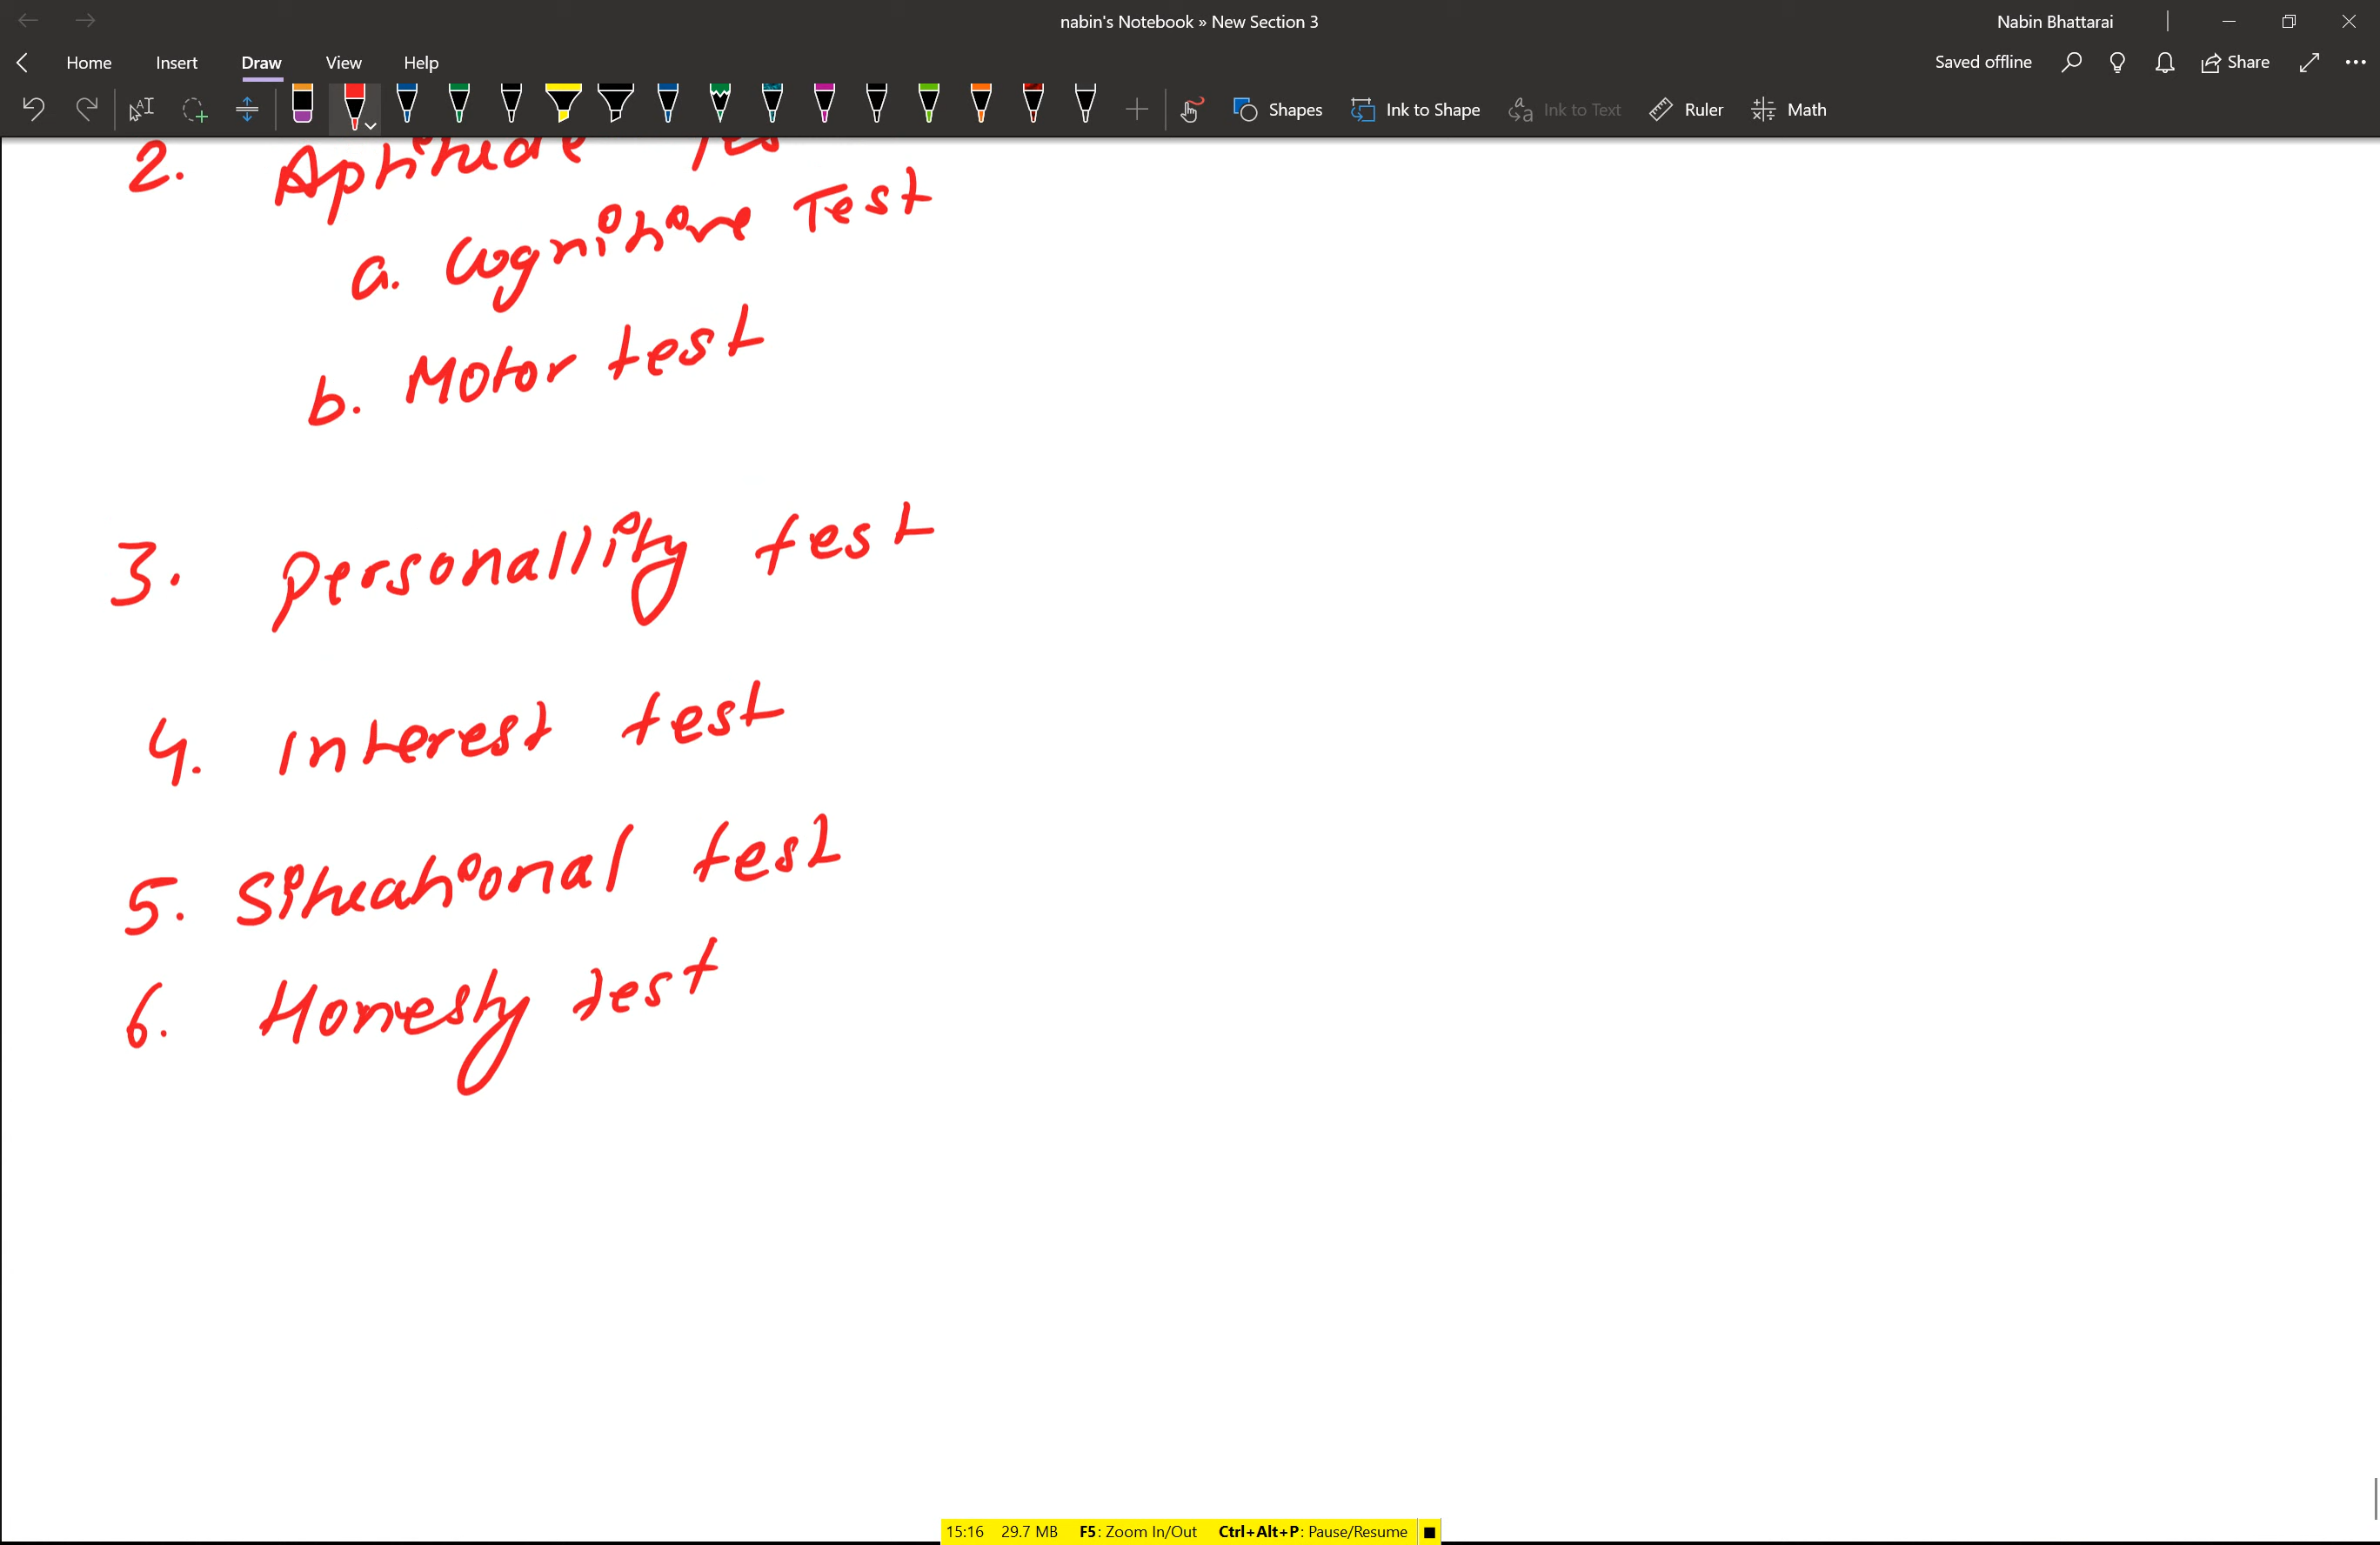 nabin's Notebook » New Section 3
Nabin Bhattarai
Home Insert Draw View Help
Saved offline
Share
Shapes Ink to Shape Ink to Text Ruler Math
2. Aptitude Tes
a. Cognitive Test
b. Motor test
3. personallity test
4. interest test
5. Situational test
6. Honesty test
15:16 29.7 MB F5: Zoom In/Out Ctrl+Alt+P: Pause/Resume